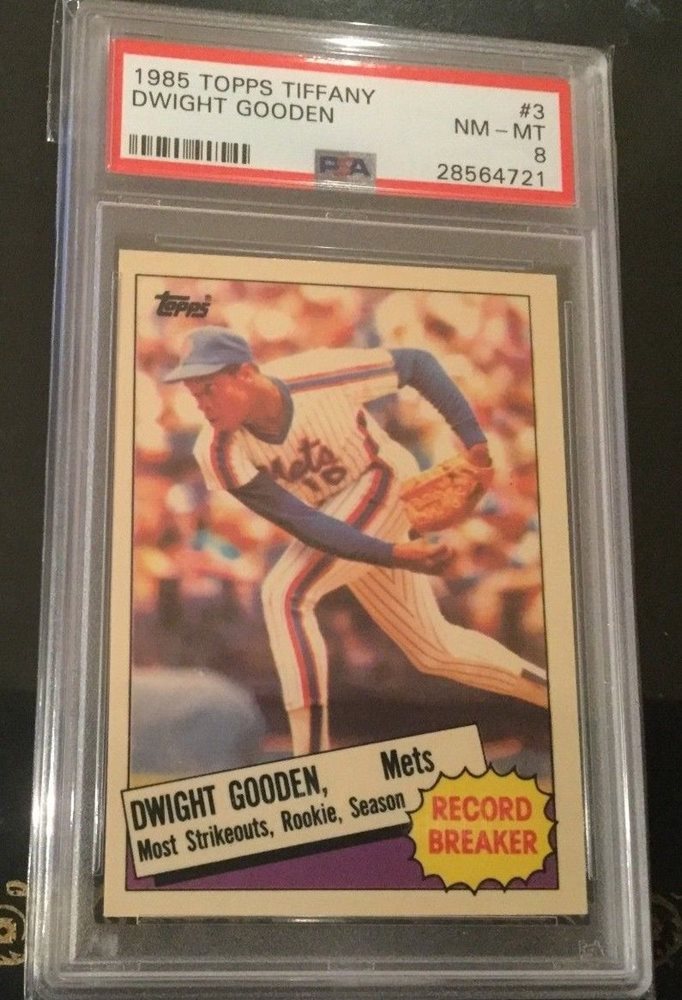 1985 TOPPS TIFFANY
#3
DWIGHT GOODEN
NM - MT
8
PSA
28564721
Topps
Mets
DWIGHT GOODEN, Mets
Most Strikeouts, Rookie, Season
RECORD
BREAKER